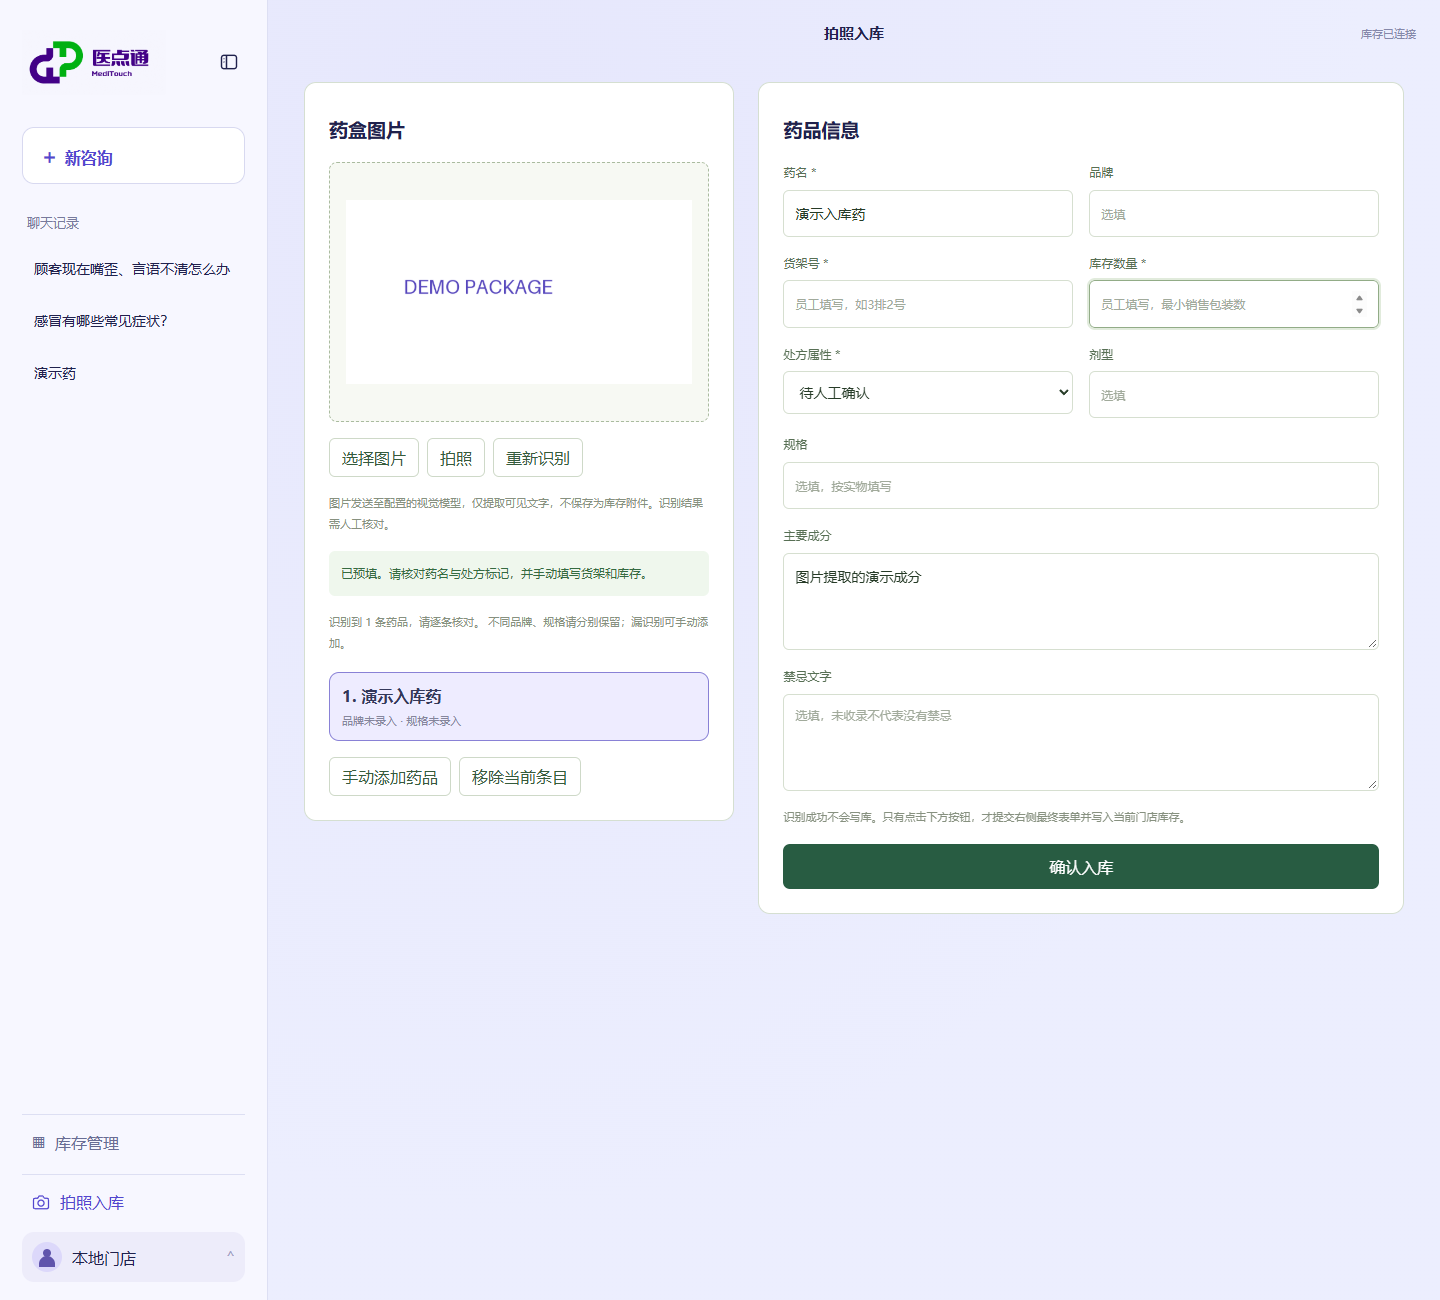 医点通
MediTouch
+ 新咨询
聊天记录
顾客现在嘴歪、言语不清怎么办
感冒有哪些常见症状?
演示药
库存管理
拍照入库
本地门店
拍照入库
库存已连接
药盒图片
DEMO PACKAGE
选择图片
拍照
重新识别
图片发送至配置的视觉模型，仅提取可见文字，不保存为库存附件。识别结果
需人工核对。
已预填。请核对药名与处方标记，并手动填写货架和库存。
识别到 1 条药品，请逐条核对。 不同品牌、规格请分别保留；漏识别可手动添
加。
1. 演示入库药
品牌未录入 · 规格未录入
手动添加药品
移除当前条目
药品信息
药名 *
品牌
演示入库药
选填
货架号 *
库存数量 *
员工填写，如3排2号
员工填写，最小销售包装数
处方属性 *
剂型
待人工确认
选填
规格
选填，按实物填写
主要成分
图片提取的演示成分
禁忌文字
选填，未收录不代表没有禁忌
识别成功不会写库。只有点击下方按钮，才提交右侧最终表单并写入当前门店库存。
确认入库